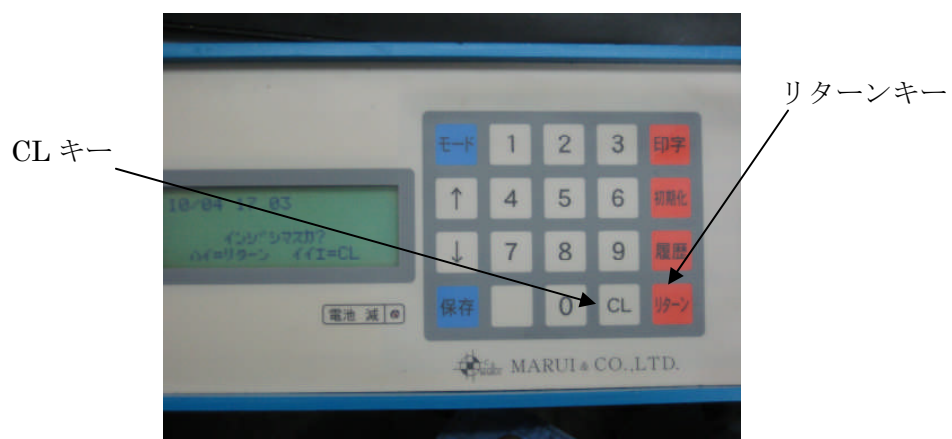 リターンキー
CL キー
モード 1 2 3 印字
↑ 4 5 6 初期化
↓ 7 8 9 履歴
保存 0 CL リターン
10/04 17 03
インジシマスカ?
ハイ=リターン イイエ=CL
電池 減
MARUI & CO.,LTD.